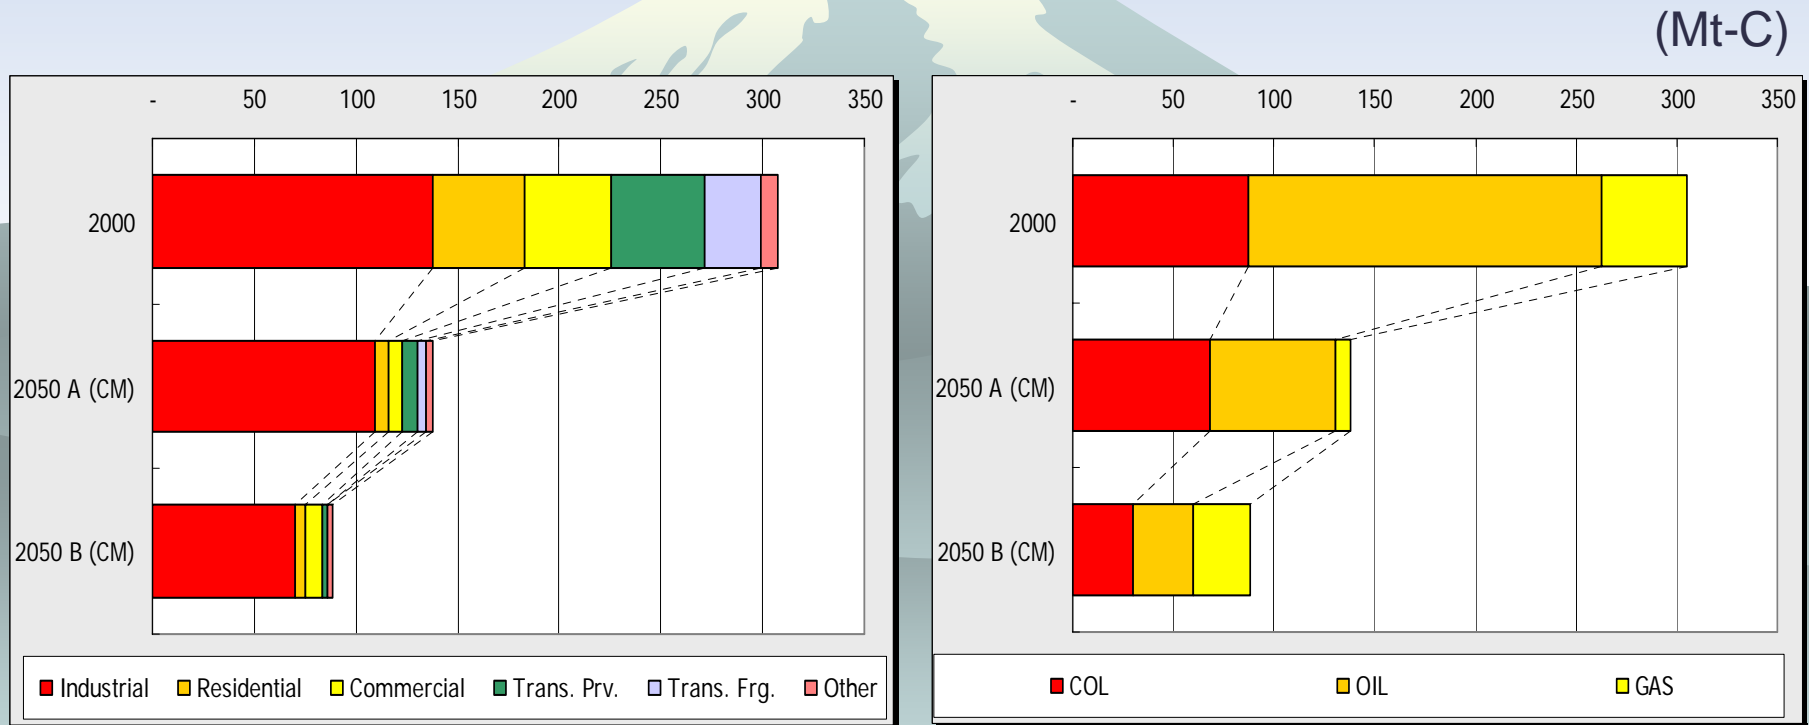 (Mt-C)
- 50 100 150 200 250 300 350
2000
2050 A (CM)
2050 B (CM)
Industrial Residential Commercial Trans. Prv. Trans. Frg. Other
- 50 100 150 200 250 300 350
2000
2050 A (CM)
2050 B (CM)
COL OIL GAS